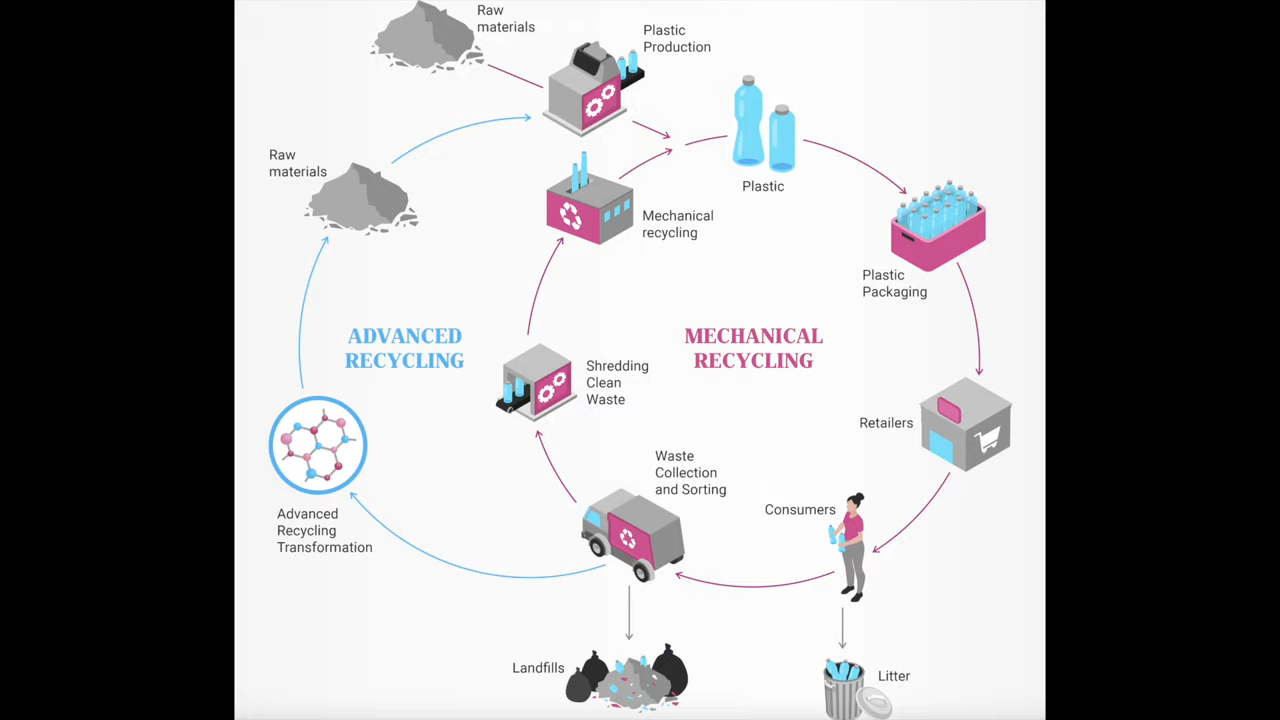 Raw
materials
Plastic
Production
Raw
materials
Plastic
Mechanical
recycling
Plastic
Packaging
ADVANCED
RECYCLING
MECHANICAL
RECYCLING
Shredding
Clean
Waste
Retailers
Waste
Collection
and Sorting
Consumers
Advanced
Recycling
Transformation
Landfills
Litter